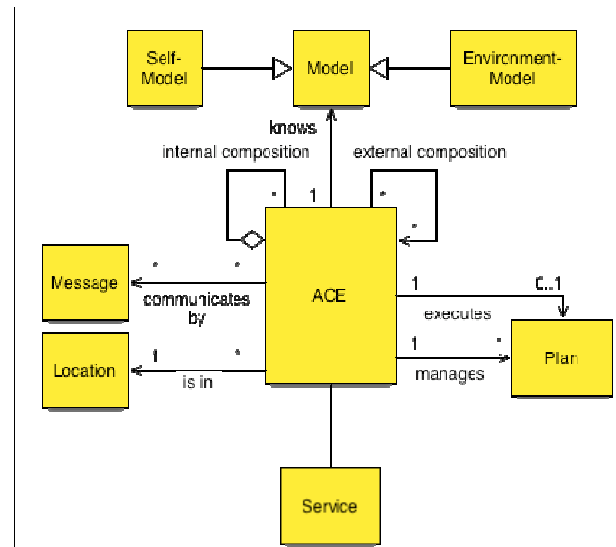 Self-
Model
Model
Environment-
Model
knows
internal composition
external composition
*
1
*
*
Message
*
*
communicates
by
ACE
1
0..1
executes
Location
1
*
is in
1
*
manages
Plan
Service